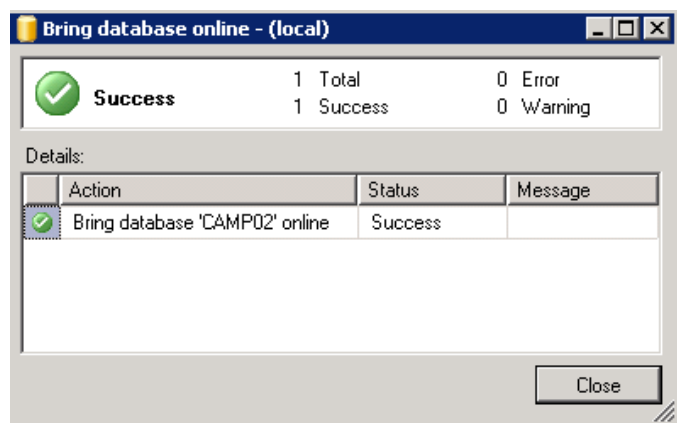 Bring database online - (local)
Success
1 Total 0 Error
1 Success 0 Warning
Details:
Action Status Message
Bring database 'CAMP02' online Success
Close